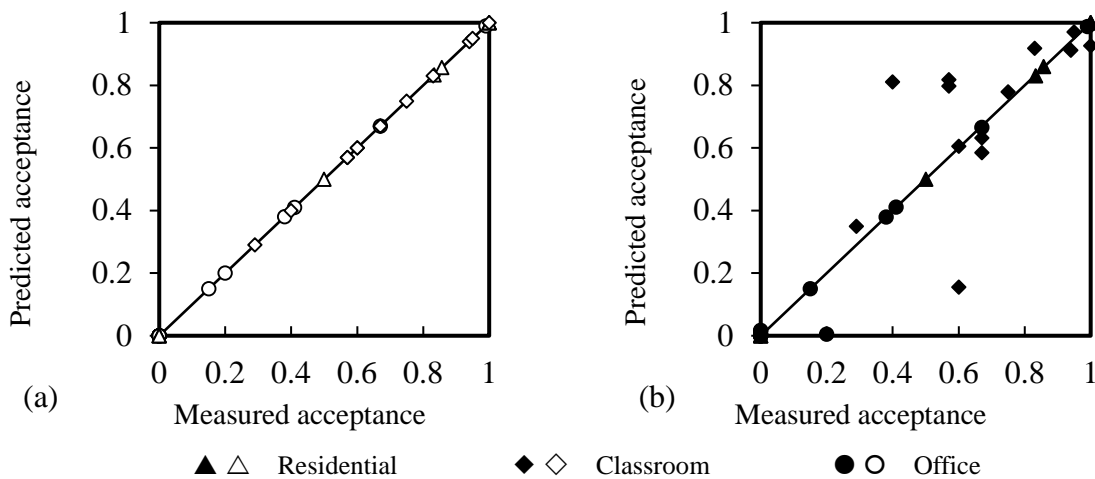 1
0.8
0.6
0.4
0.2
0
Predicted acceptance
0 0.2 0.4 0.6 0.8 1
(a)
Measured acceptance
1
0.8
0.6
0.4
0.2
0
Predicted acceptance
0 0.2 0.4 0.6 0.8 1
(b)
Measured acceptance
Residential Classroom Office